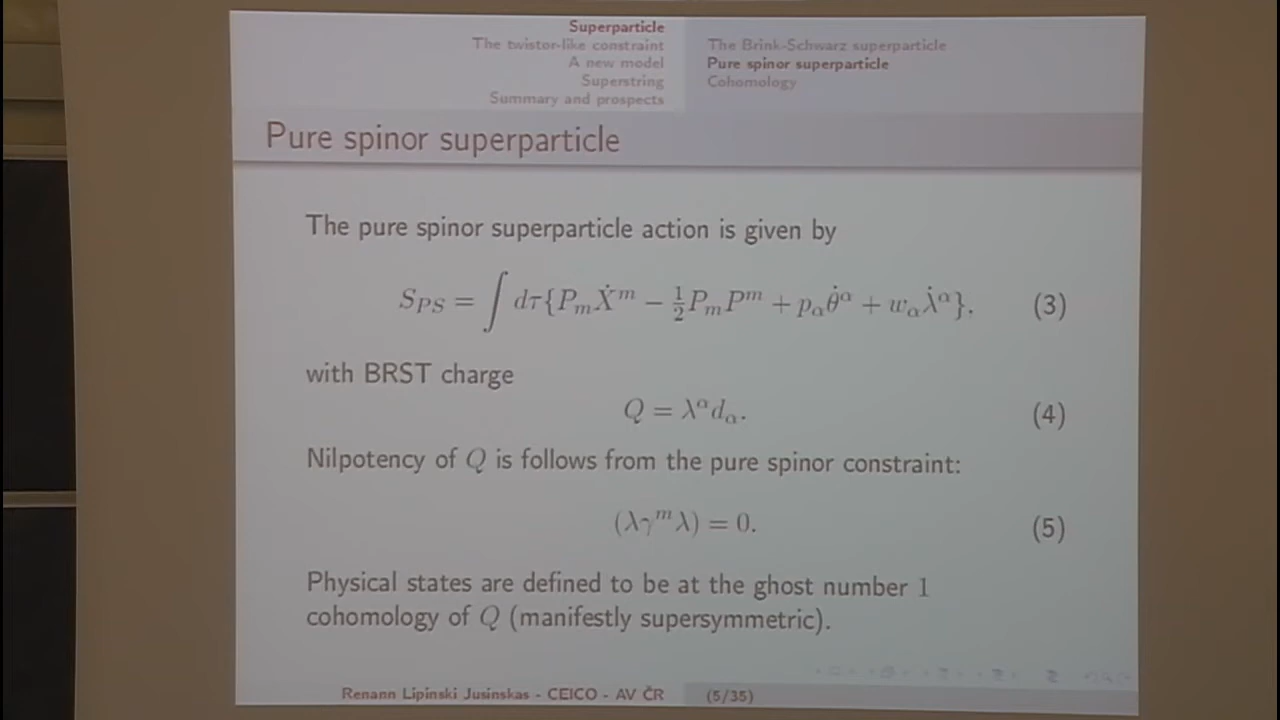 Superparticle
The twistor-like constraint
A new model
Superstring
Summary and prospects
The Brink-Schwarz superparticle
Pure spinor superparticle
Cohomology
Pure spinor superparticle
The pure spinor superparticle action is given by
S_{PS} = ∫ dτ{P_m Ẋ^m − ½P_m P^m + p_α θ̇^α + w_α λ̇^α}, (3)
with BRST charge
Q = λ^α d_α. (4)
Nilpotency of Q is follows from the pure spinor constraint:
(λγ^m λ) = 0. (5)
Physical states are defined to be at the ghost number 1
cohomology of Q (manifestly supersymmetric).
Renann Lipinski Jusinskas - CEICO - AV ČR (5/35)